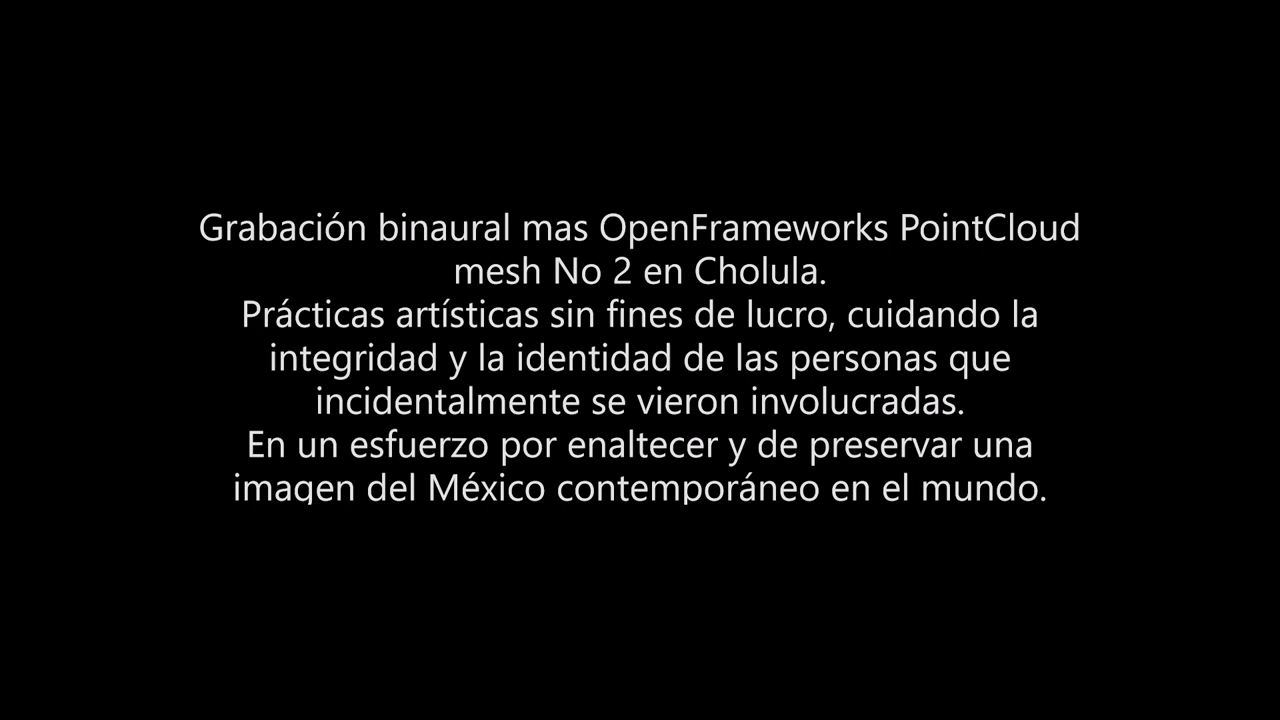 Grabación binaural mas OpenFrameworks PointCloud
mesh No 2 en Cholula.
Prácticas artísticas sin fines de lucro, cuidando la
integridad y la identidad de las personas que
incidentalmente se vieron involucradas.
En un esfuerzo por enaltecer y de preservar una
imagen del México contemporáneo en el mundo.